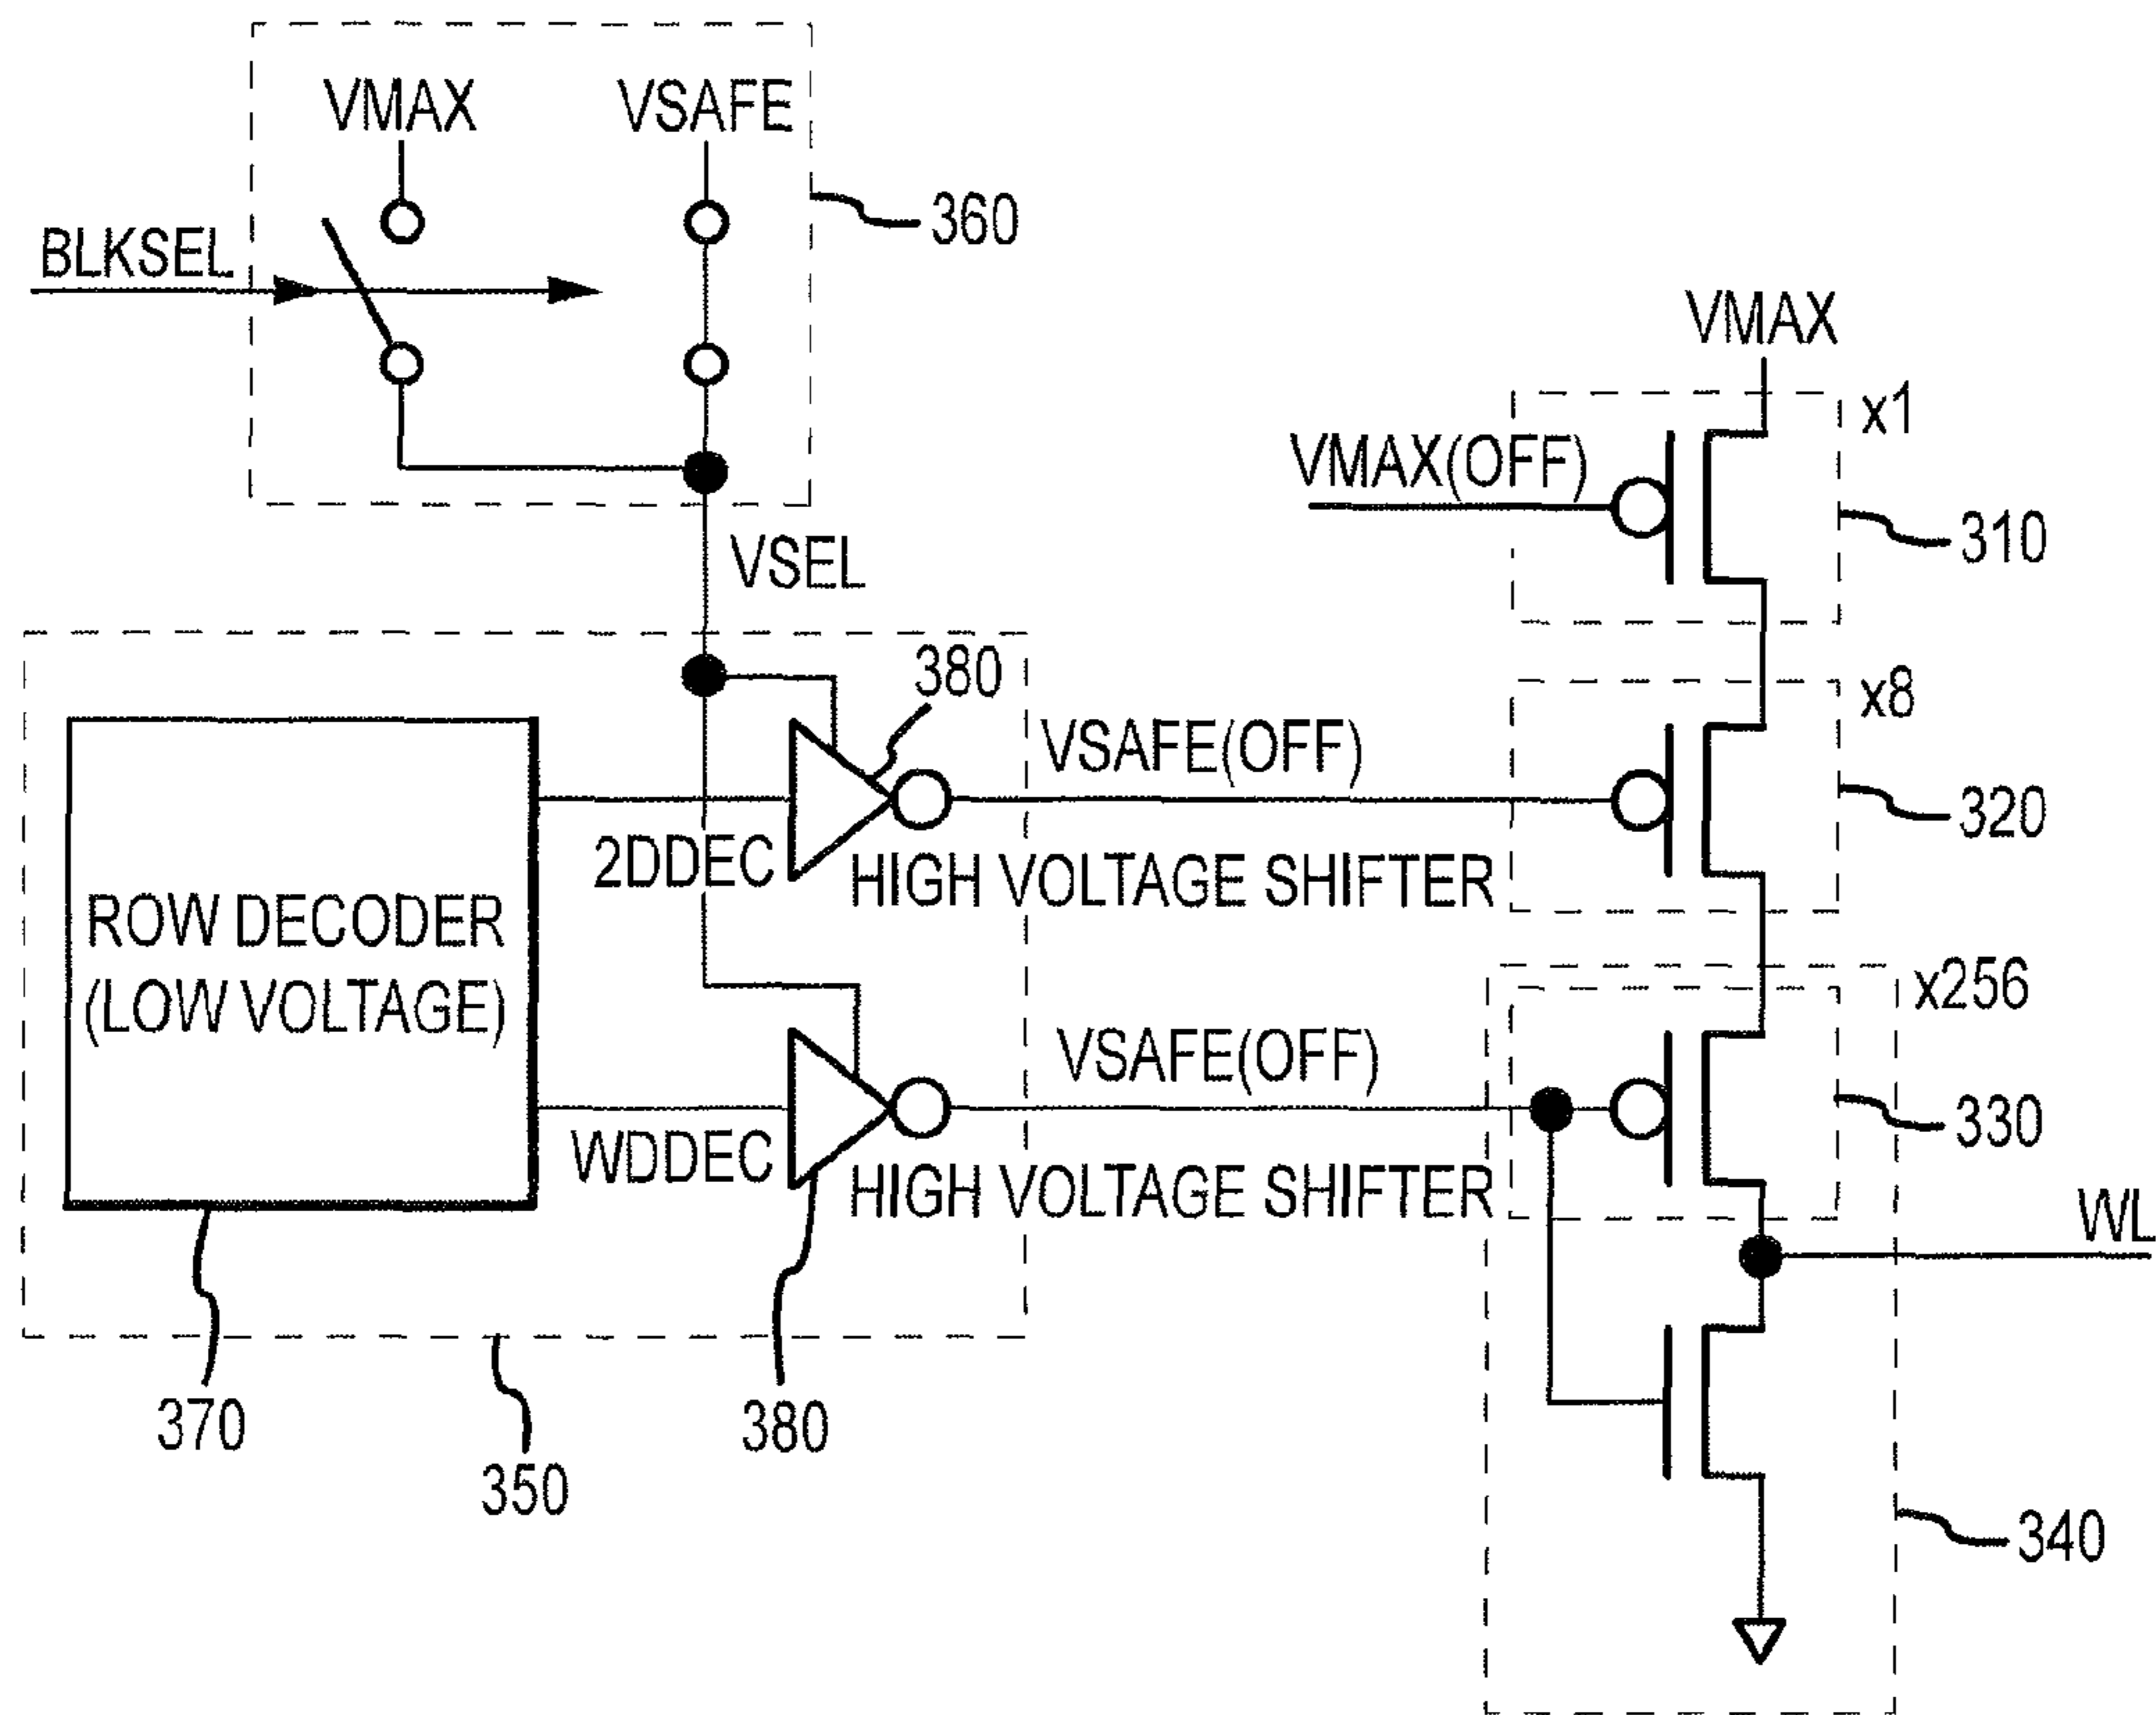 VMAX VSAFE
360
BLKSEL
VMAX
x1
VMAX(OFF)
310
VSEL
380
x8
VSAFE(OFF)
320
2DDEC
HIGH VOLTAGE SHIFTER
ROW DECODER
(LOW VOLTAGE)
x256
VSAFE(OFF)
330
WDDEC
HIGH VOLTAGE SHIFTER
WL
370
380
350
340